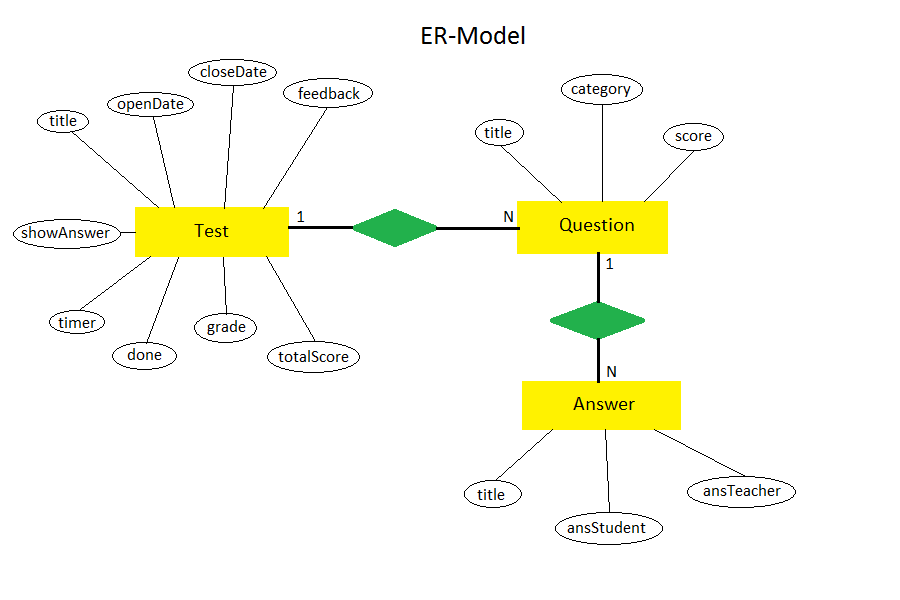 ER-Model
closeDate
feedback
openDate
title
category
title
score
showAnswer
Test
1
N
Question
1
timer
done
grade
totalScore
N
Answer
title
ansStudent
ansTeacher